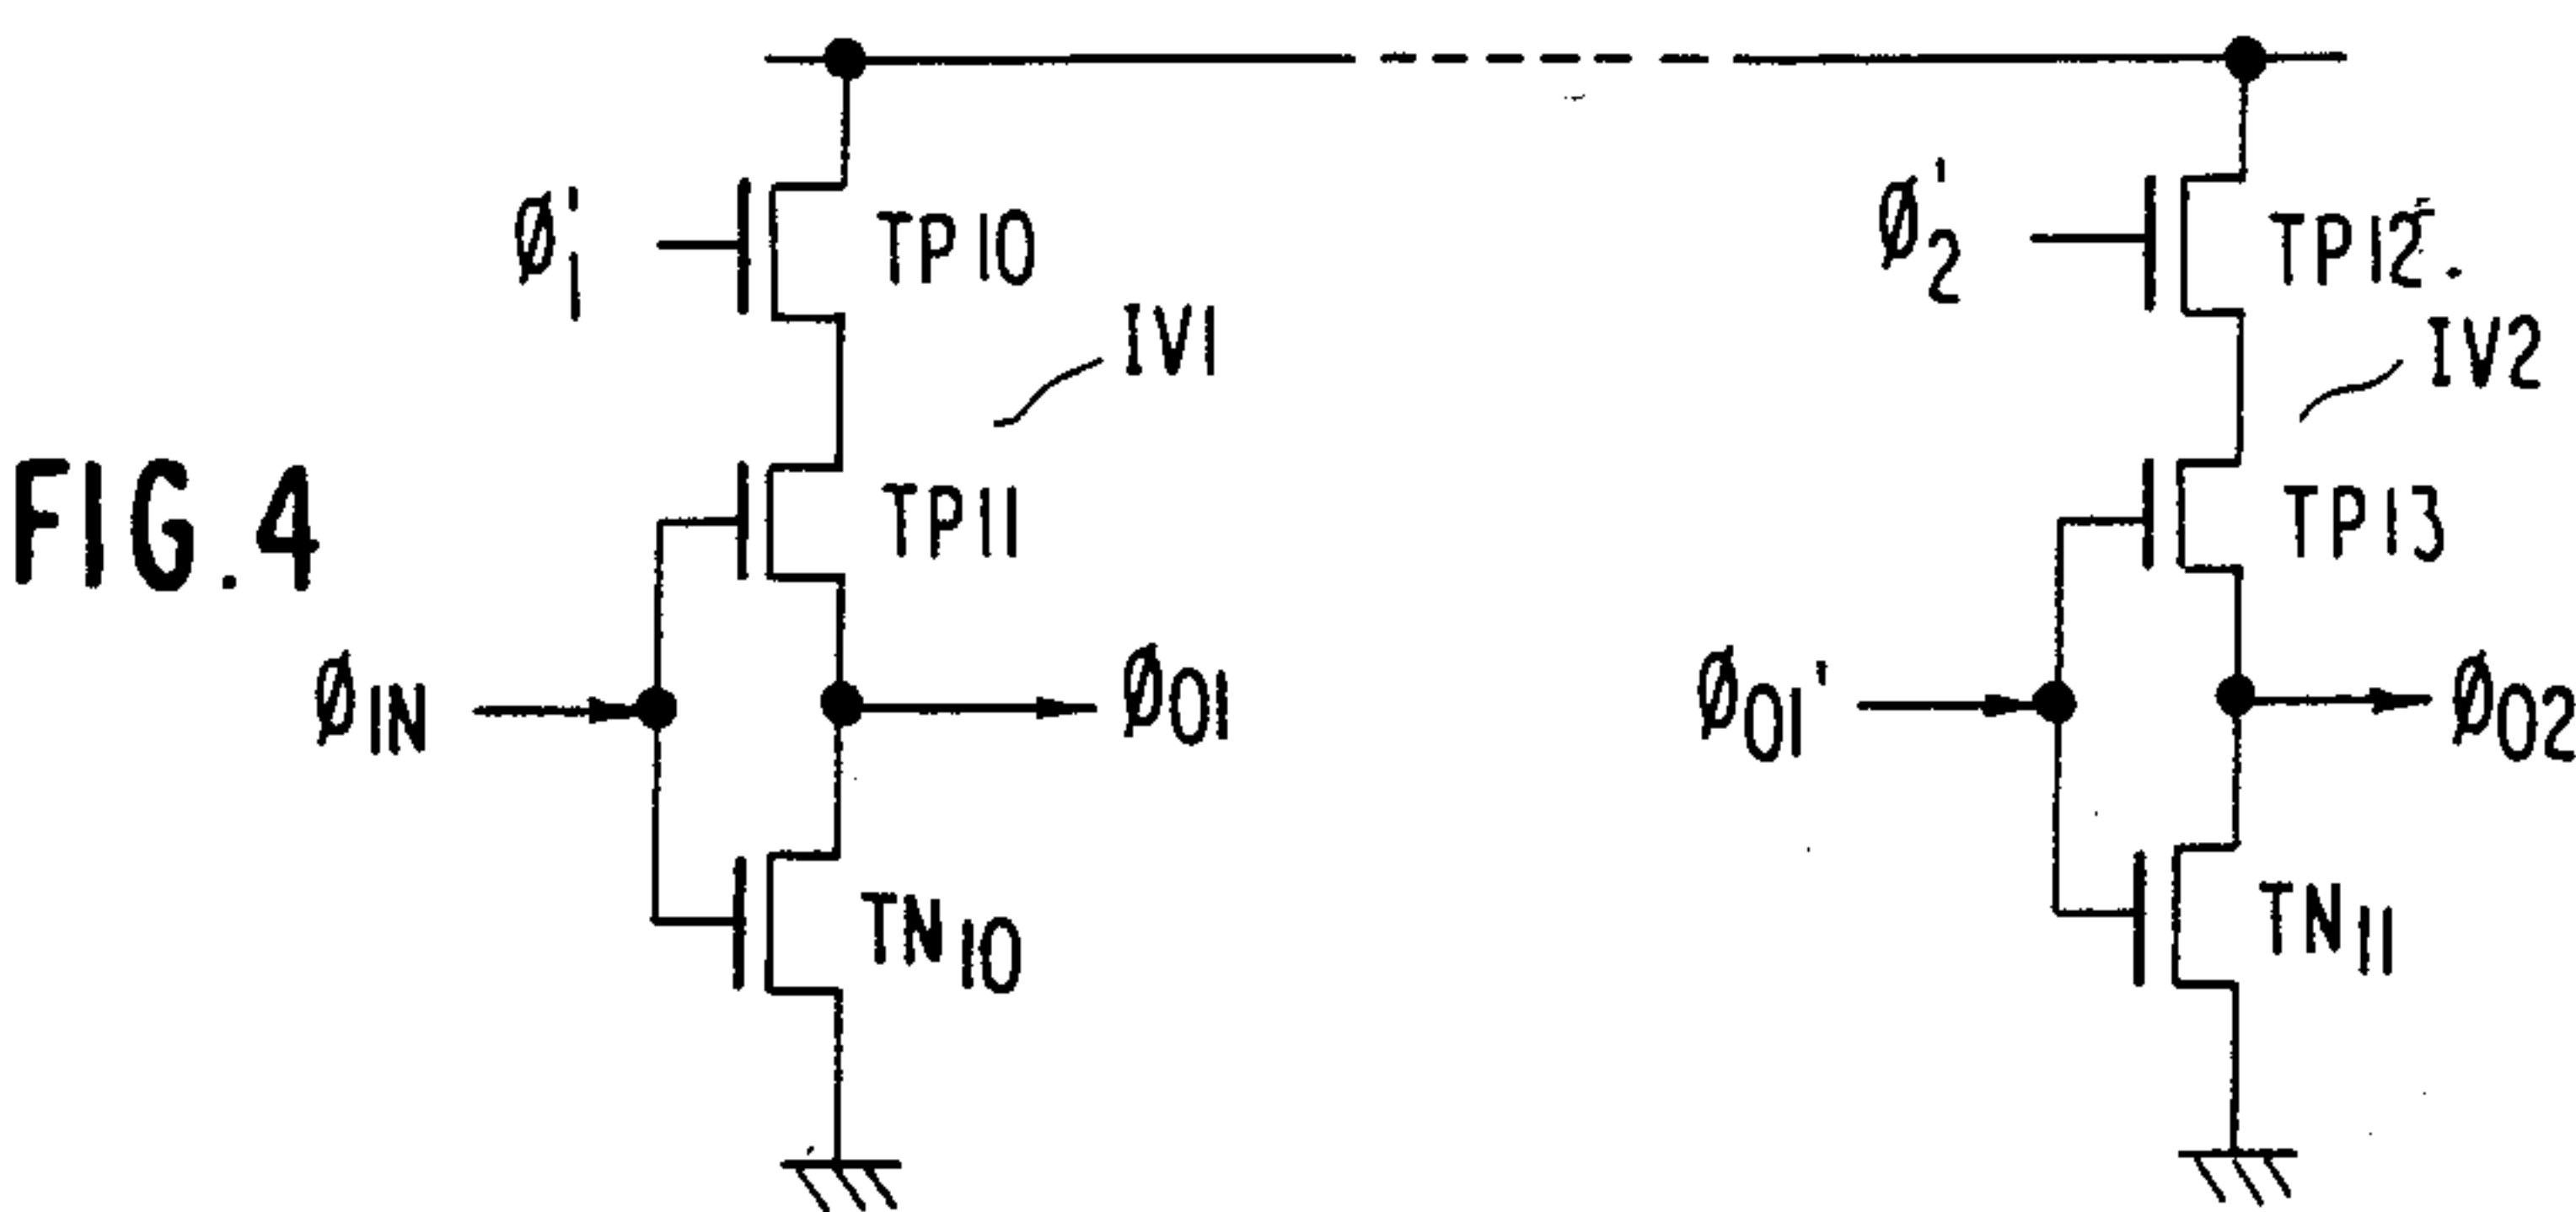 FIG.4
Ø'1
TP10
IV1
TP11
ØIN
Ø01
TN10
Ø'2
TP12
IV2
TP13
Ø01'
Ø02
TN11